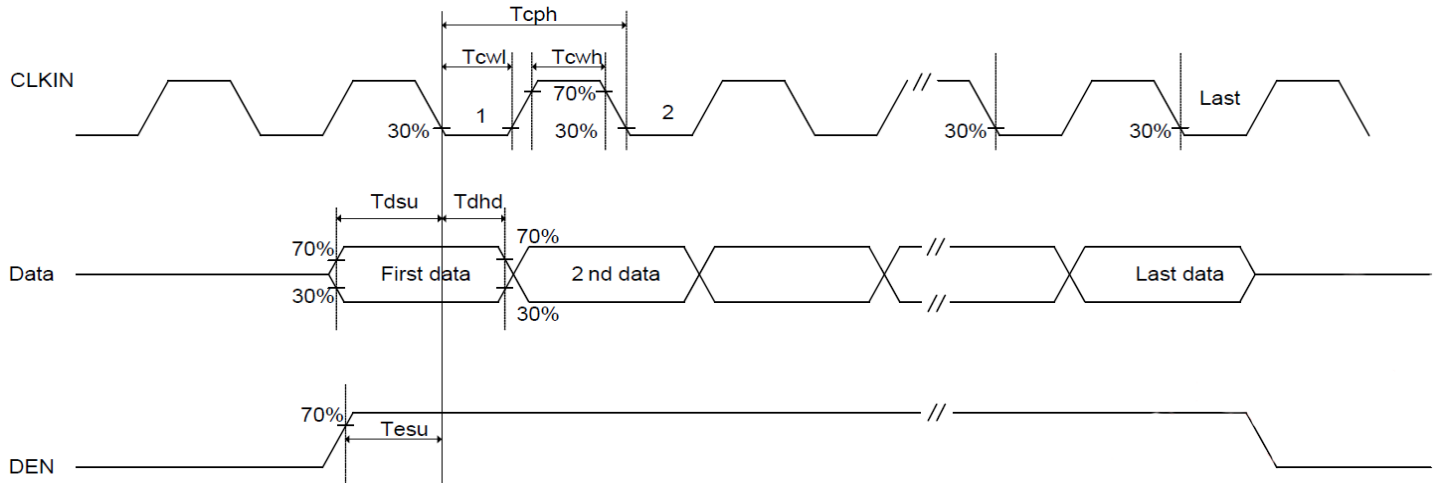 Tcph
Tcwl Tcwh
CLKIN
70%
1 2 Last
30% 30% 30% 30%
Tdsu Tdhd
70% 70%
Data First data 2 nd data Last data
30% 30%
70%
Tesu
DEN